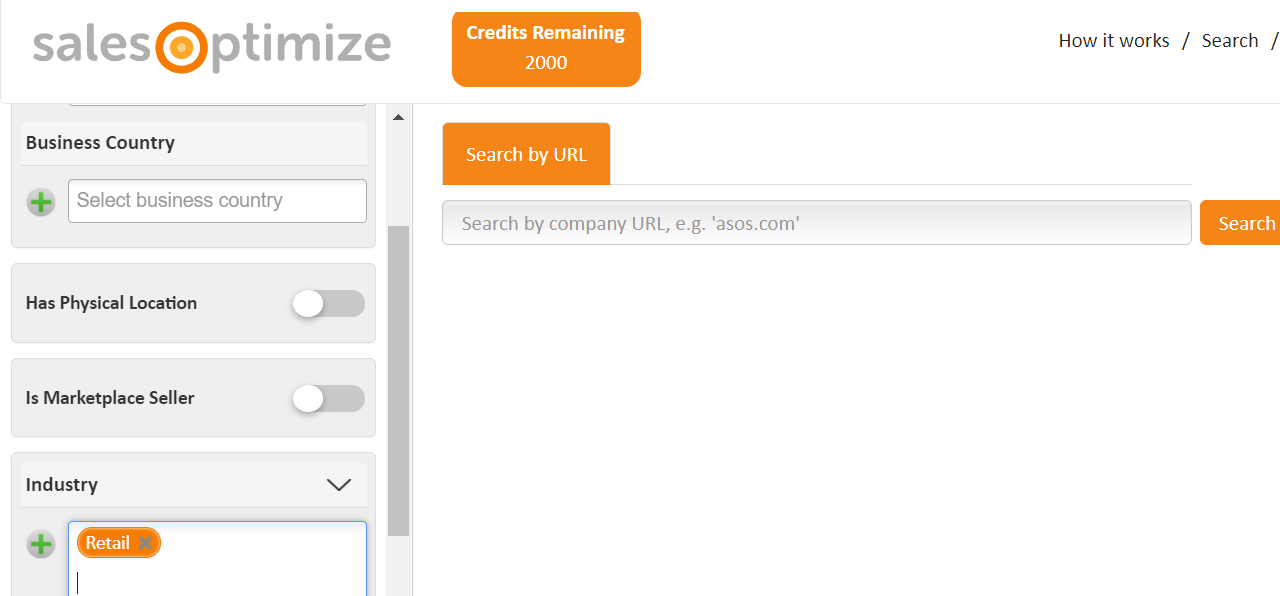 salesOptimize
Credits Remaining
2000
How it works / Search /
Business Country
Select business country
Has Physical Location
Is Marketplace Seller
Industry
Retail
Search by URL
Search by company URL, e.g. 'asos.com'
Search